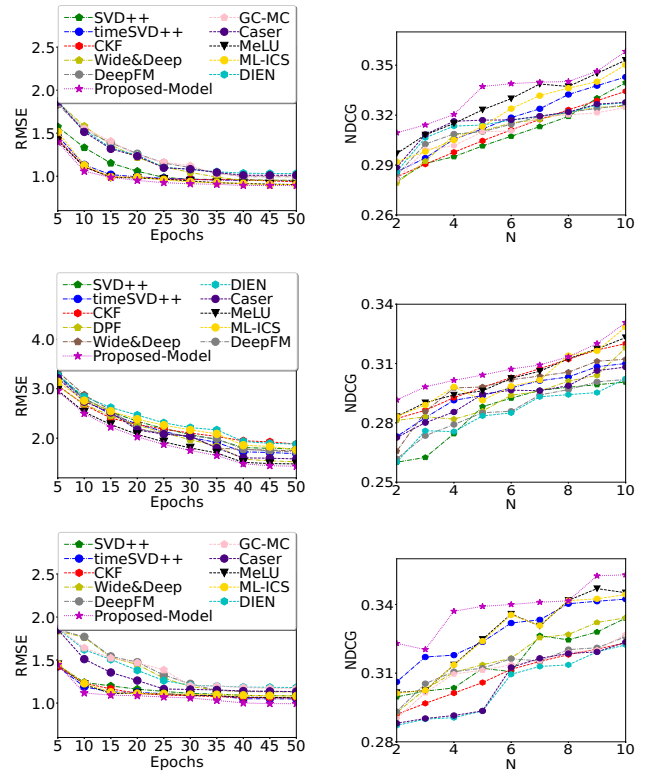 SVD++ GC-MC
timeSVD++ Caser
CKF MeLU
Wide&Deep ML-ICS
DeepFM DIEN
Proposed-Model
RMSE
2.5
2.0
1.5
1.0
5 10 15 20 25 30 35 40 45 50
Epochs
NDCG
0.35
0.32
0.29
0.26
2 4 6 8 10
N
SVD++ DIEN
timeSVD++ Caser
CKF MeLU
DPF ML-ICS
Wide&Deep DeepFM
Proposed-Model
RMSE
4.0
3.0
2.0
5 10 15 20 25 30 35 40 45 50
Epochs
NDCG
0.34
0.31
0.28
0.25
2 4 6 8 10
N
SVD++ GC-MC
timeSVD++ Caser
CKF MeLU
Wide&Deep ML-ICS
DeepFM DIEN
Proposed-Model
RMSE
2.5
2.0
1.5
1.0
5 10 15 20 25 30 35 40 45 50
Epochs
NDCG
0.34
0.31
0.28
2 4 6 8 10
N